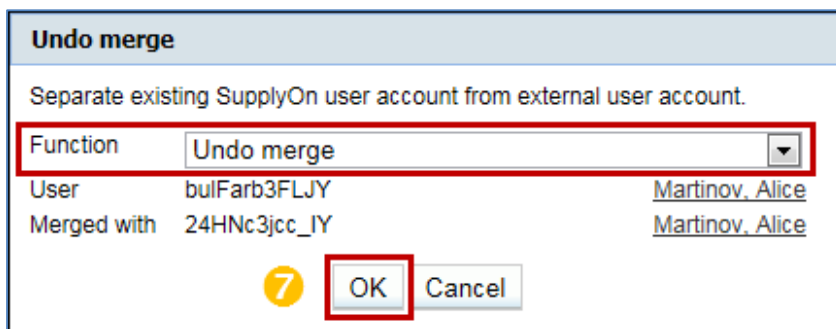 Undo merge
Separate existing SupplyOn user account from external user account.
Function Undo merge
User bulFarb3FLJY Martinov, Alice
Merged with 24HNc3jcc_IY Martinov, Alice
7 OK Cancel